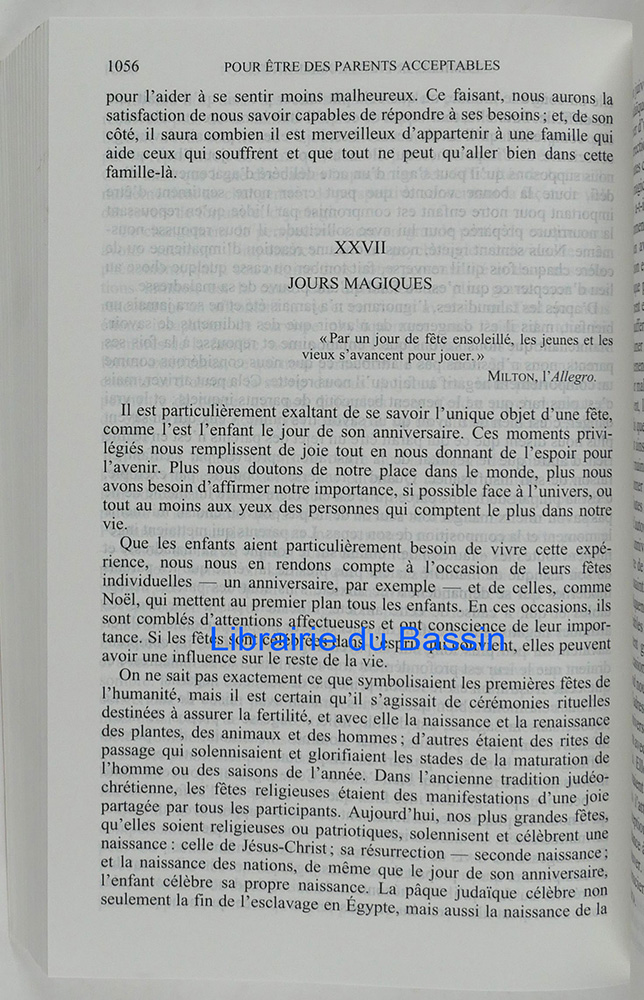 1056 POUR ÊTRE DES PARENTS ACCEPTABLES
pour l'aider à se sentir moins malheureux. Ce faisant, nous aurons la
satisfaction de nous savoir capables de répondre à ses besoins ; et, de son
côté, il saura combien il est merveilleux d'appartenir à une famille qui
aide ceux qui souffrent et que tout ne peut qu'aller bien dans cette
famille-là.
XXVII
JOURS MAGIQUES
« Par un jour de fête ensoleillé, les jeunes et les
vieux s'avancent pour jouer. »
MILTON, l'Allegro.
Il est particulièrement exaltant de se savoir l'unique objet d'une fête,
comme l'est l'enfant le jour de son anniversaire. Ces moments privi-
légiés nous remplissent de joie tout en nous donnant de l'espoir pour
l'avenir. Plus nous doutons de notre place dans le monde, plus nous
avons besoin d'affirmer notre importance, si possible face à l'univers, ou
tout au moins aux yeux des personnes qui comptent le plus dans notre
vie.
Que les enfants aient particulièrement besoin de vivre cette expé-
rience, nous nous en rendons compte à l'occasion de leurs fêtes
individuelles — un anniversaire, par exemple — et de celles, comme
Noël, qui mettent au premier plan tous les enfants. En ces occasions, ils
sont comblés d'attentions affectueuses et ont conscience de leur impor-
tance. Si les fêtes sont célébrées dans l'esprit qui convient, elles peuvent
Librairie du Bassin
avoir une influence sur le reste de la vie.
On ne sait pas exactement ce que symbolisaient les premières fêtes de
l'humanité, mais il est certain qu'il s'agissait de cérémonies rituelles
destinées à assurer la fertilité, et avec elle la naissance et la renaissance
des plantes, des animaux et des hommes ; d'autres étaient des rites de
passage qui solennisaient et glorifiaient les stades de la maturation de
l'homme ou des saisons de l'année. Dans l'ancienne tradition judéo-
chrétienne, les fêtes religieuses étaient des manifestations d'une joie
partagée par tous les participants. Aujourd'hui, nos plus grandes fêtes,
qu'elles soient religieuses ou patriotiques, solennisent et célèbrent une
naissance : celle de Jésus-Christ ; sa résurrection — seconde naissance ;
et la naissance des nations, de même que le jour de son anniversaire,
l'enfant célèbre sa propre naissance. La pâque judaïque célèbre non
seulement la fin de l'esclavage en Égypte, mais aussi la naissance de la